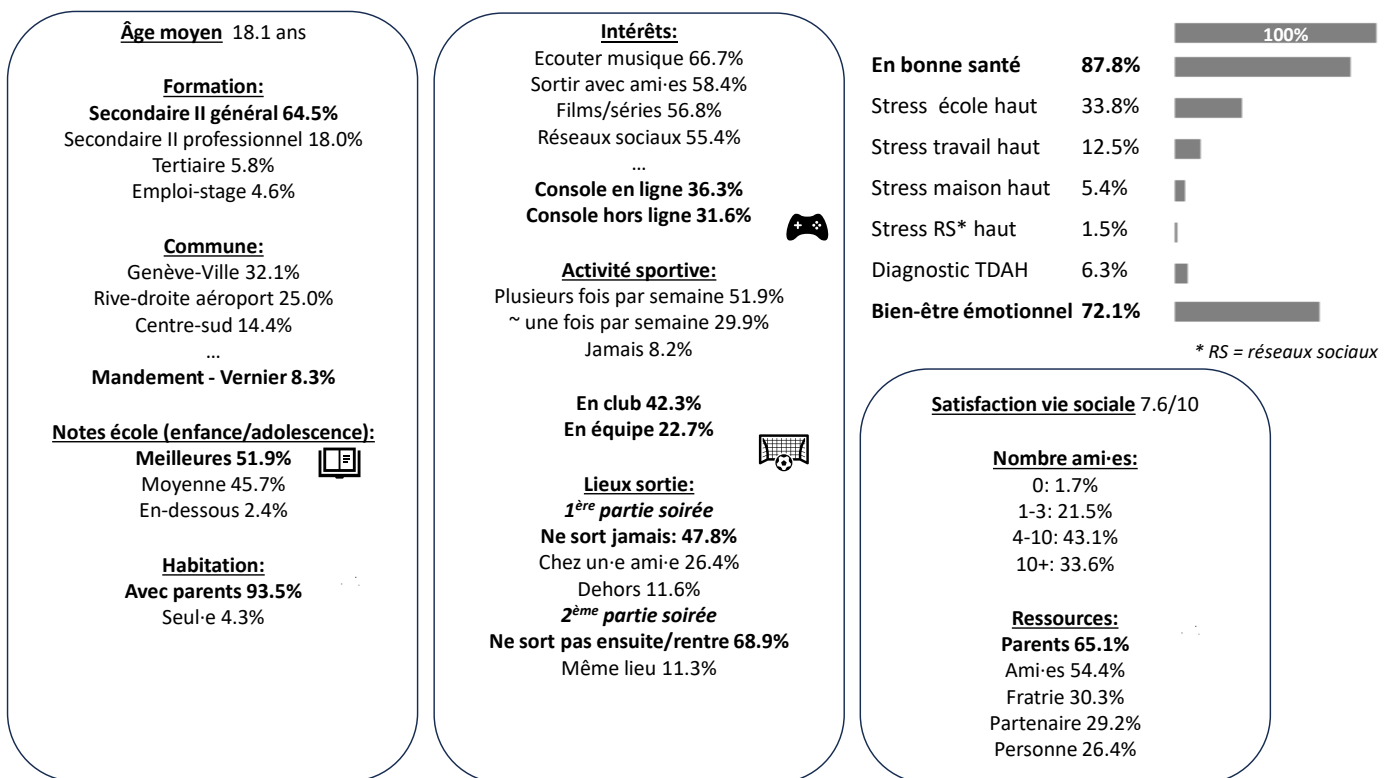 Âge moyen 18.1 ans
Formation:
Secondaire II général 64.5%
Secondaire II professionnel 18.0%
Tertiaire 5.8%
Emploi-stage 4.6%
Commune:
Genève-Ville 32.1%
Rive-droite aéroport 25.0%
Centre-sud 14.4%
...
Mandement - Vernier 8.3%
Notes école (enfance/adolescence):
Meilleures 51.9%
Moyenne 45.7%
En-dessous 2.4%
Habitation:
Avec parents 93.5%
Seul·e 4.3%
Intérêts:
Ecouter musique 66.7%
Sortir avec ami·es 58.4%
Films/séries 56.8%
Réseaux sociaux 55.4%
...
Console en ligne 36.3%
Console hors ligne 31.6%
Activité sportive:
Plusieurs fois par semaine 51.9%
~ une fois par semaine 29.9%
Jamais 8.2%
En club 42.3%
En équipe 22.7%
Lieux sortie:
1ère partie soirée
Ne sort jamais: 47.8%
Chez un·e ami·e 26.4%
Dehors 11.6%
2ème partie soirée
Ne sort pas ensuite/rentre 68.9%
Même lieu 11.3%
100%
En bonne santé 87.8%
Stress école haut 33.8%
Stress travail haut 12.5%
Stress maison haut 5.4%
Stress RS* haut 1.5%
Diagnostic TDAH 6.3%
Bien-être émotionnel 72.1%
* RS = réseaux sociaux
Satisfaction vie sociale 7.6/10
Nombre ami·es:
0: 1.7%
1-3: 21.5%
4-10: 43.1%
10+: 33.6%
Ressources:
Parents 65.1%
Ami·es 54.4%
Fratrie 30.3%
Partenaire 29.2%
Personne 26.4%